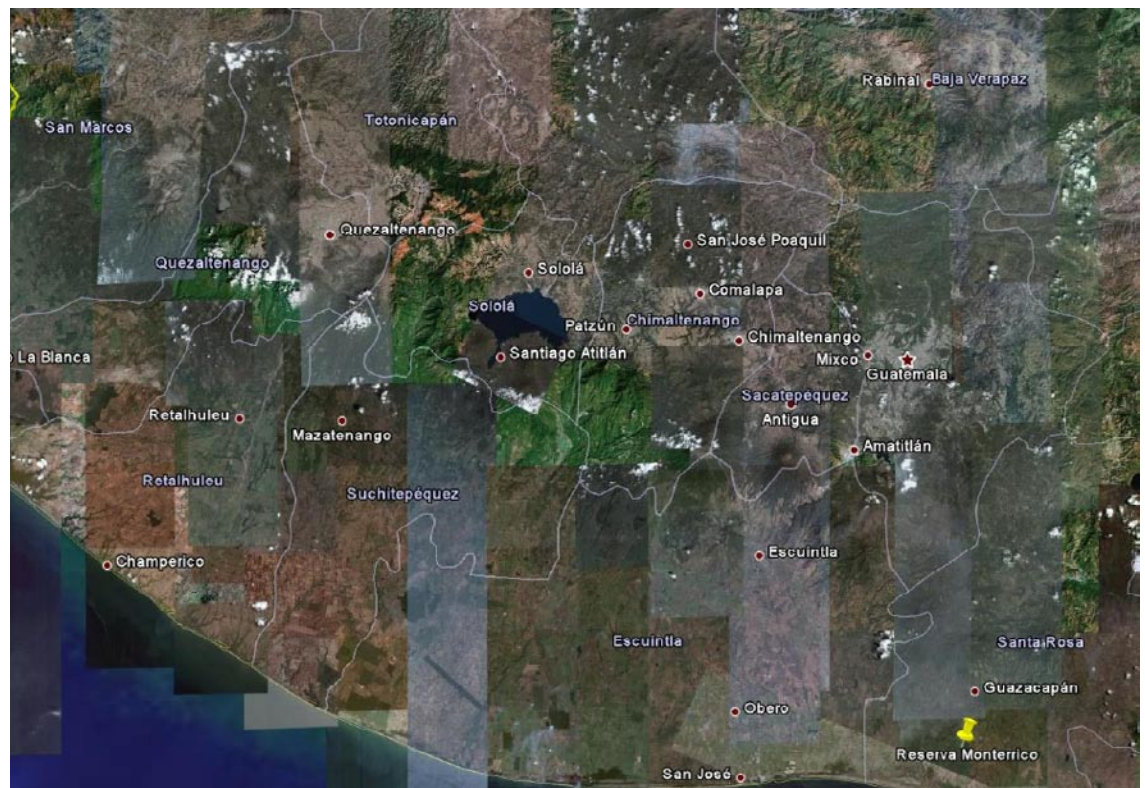 Rabinal
Baja Verapaz
San Marcos
Totonicapán
Quezaltenango
San José Poaquil
Quezaltenango
Sololá
Comalapa
Sololá
Patzún
Chimaltenango
Chimaltenango
o La Blanca
Santiago Atitlán
Mixco
Guatemala
Sacatepéquez
Retalhuleu
Mazatenango
Antigua
Amatitlán
Retalhuleu
Suchitepéquez
Champerico
Escuintla
Escuintla
Santa Rosa
Guazacapán
Obero
Reserva Monterrico
San José